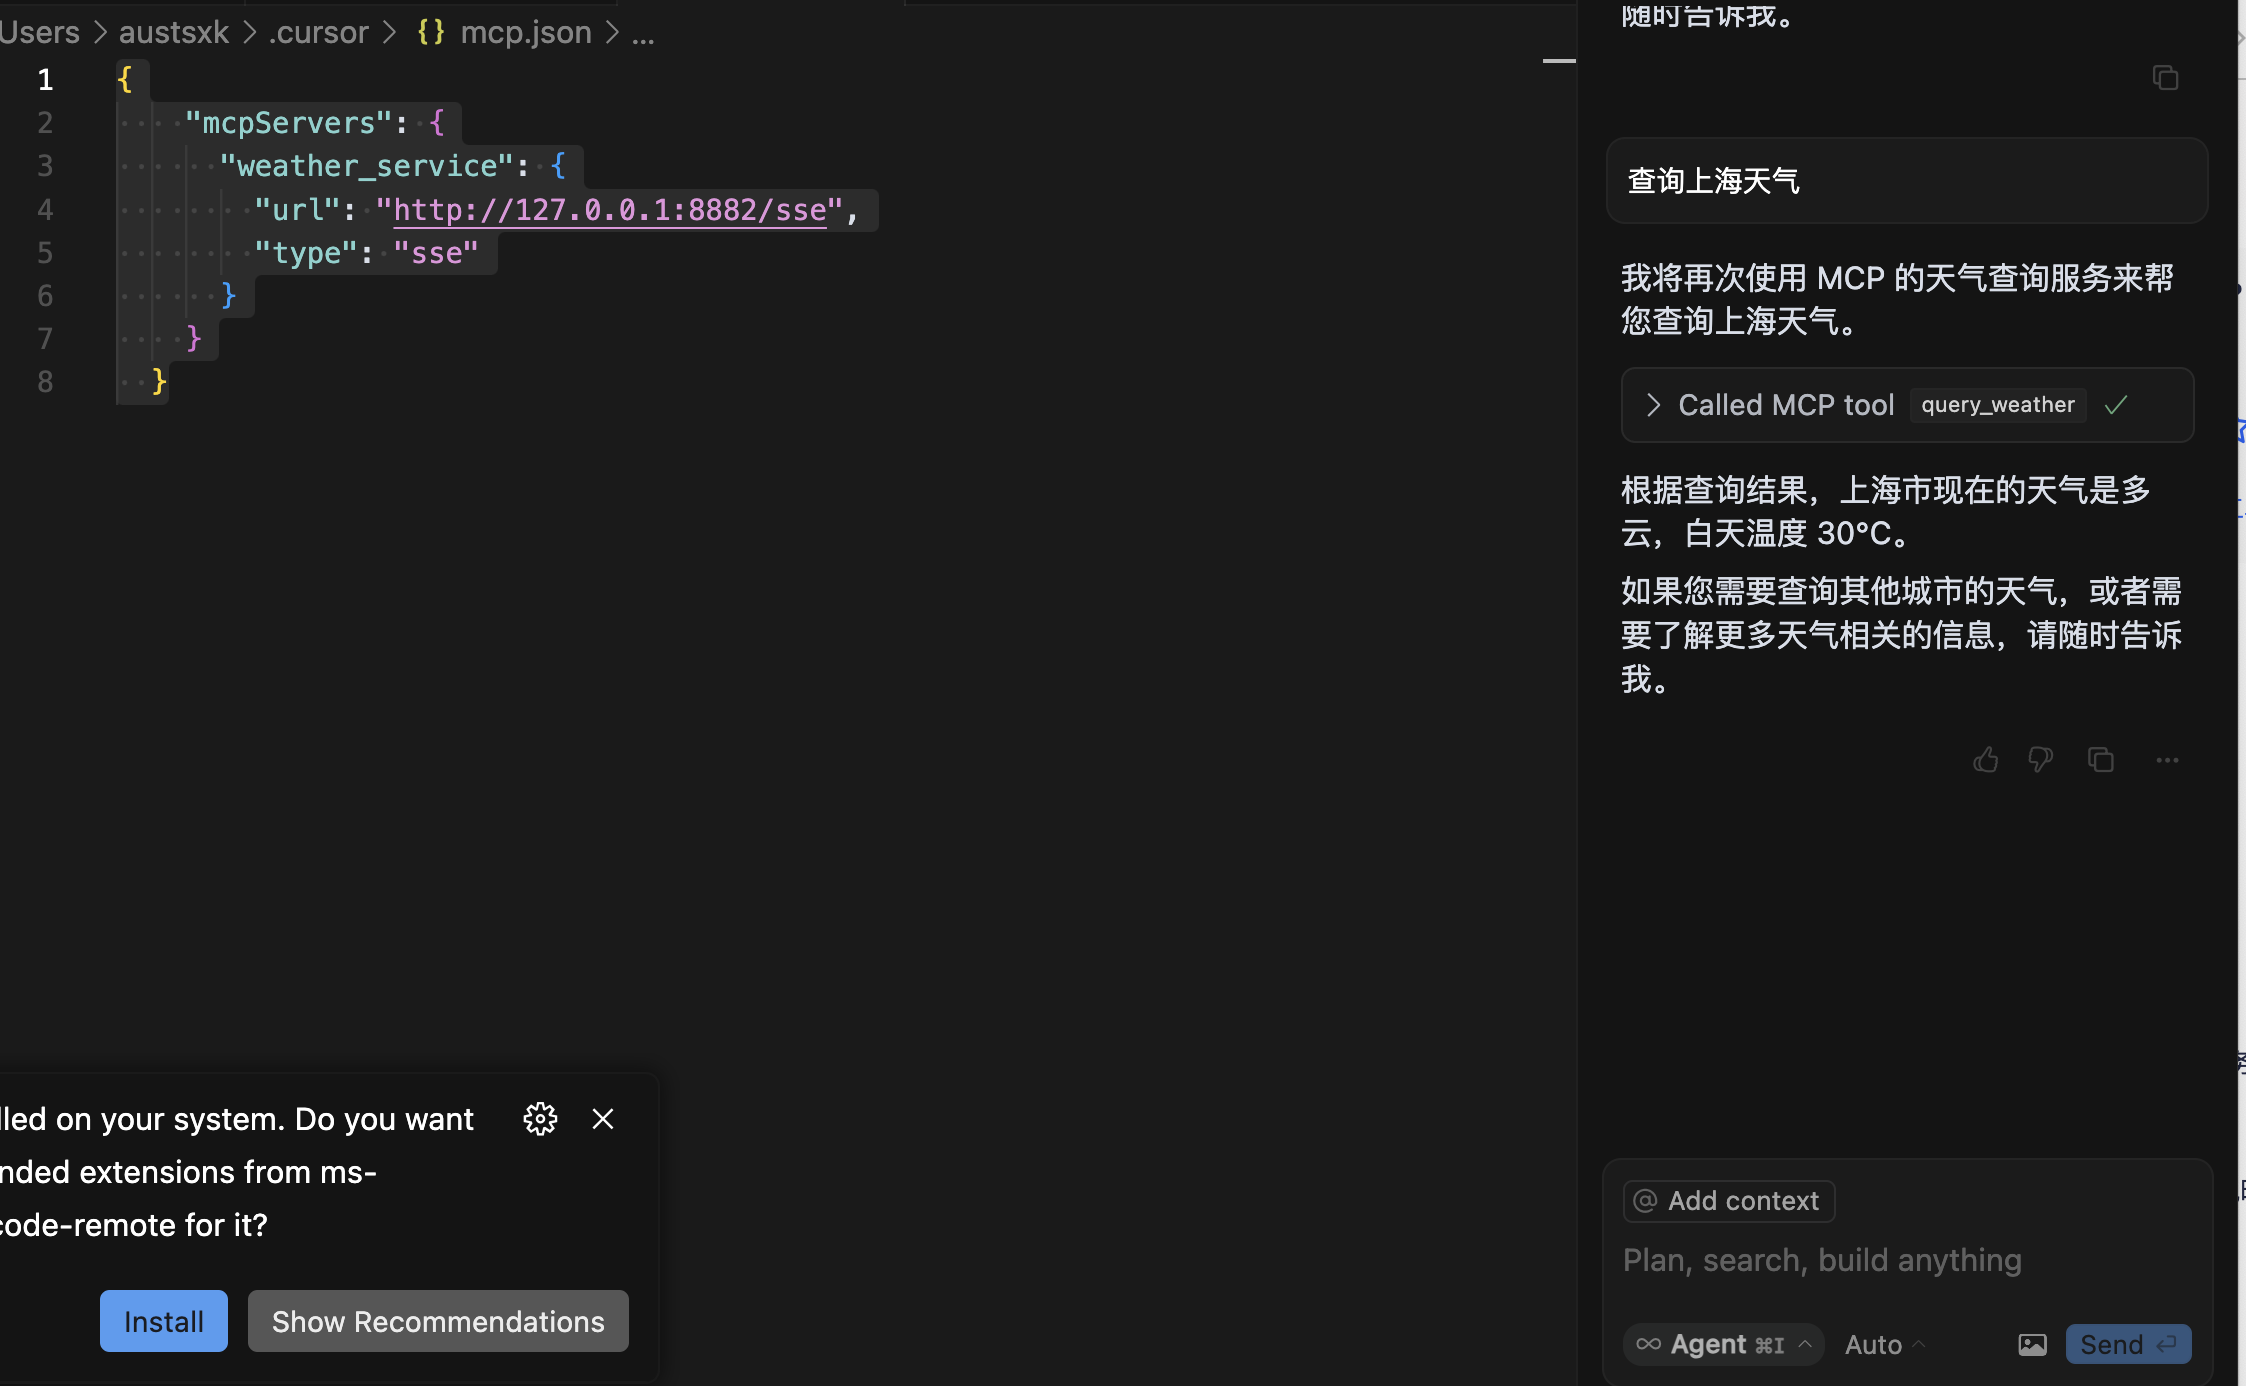 Users > austsxk > .cursor > {} mcp.json > ...
1 {
2 "mcpServers": {
3 "weather_service": {
4 "url": "http://127.0.0.1:8882/sse",
5 "type": "sse"
6 }
7 }
8 }
lled on your system. Do you want
nded extensions from ms-
code-remote for it?
Install
Show Recommendations
随时告诉我。
查询上海天气
我将再次使用 MCP 的天气查询服务来帮
您查询上海天气。
Called MCP tool query_weather
根据查询结果，上海市现在的天气是多
云，白天温度 30°C。
如果您需要查询其他城市的天气，或者需
要了解更多天气相关的信息，请随时告诉
我。
@ Add context
Plan, search, build anything
∞ Agent ⌘I
Auto
Send